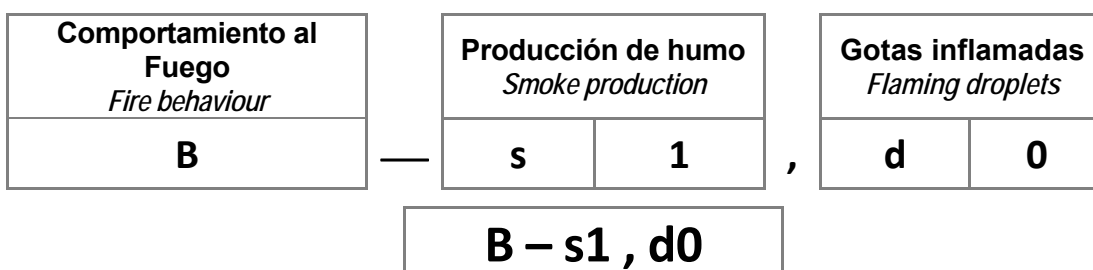 Comportamiento al
Fuego
Fire behaviour
Producción de humo
Smoke production
Gotas inflamadas
Flaming droplets
B — s 1 , d 0
B – s1 , d0